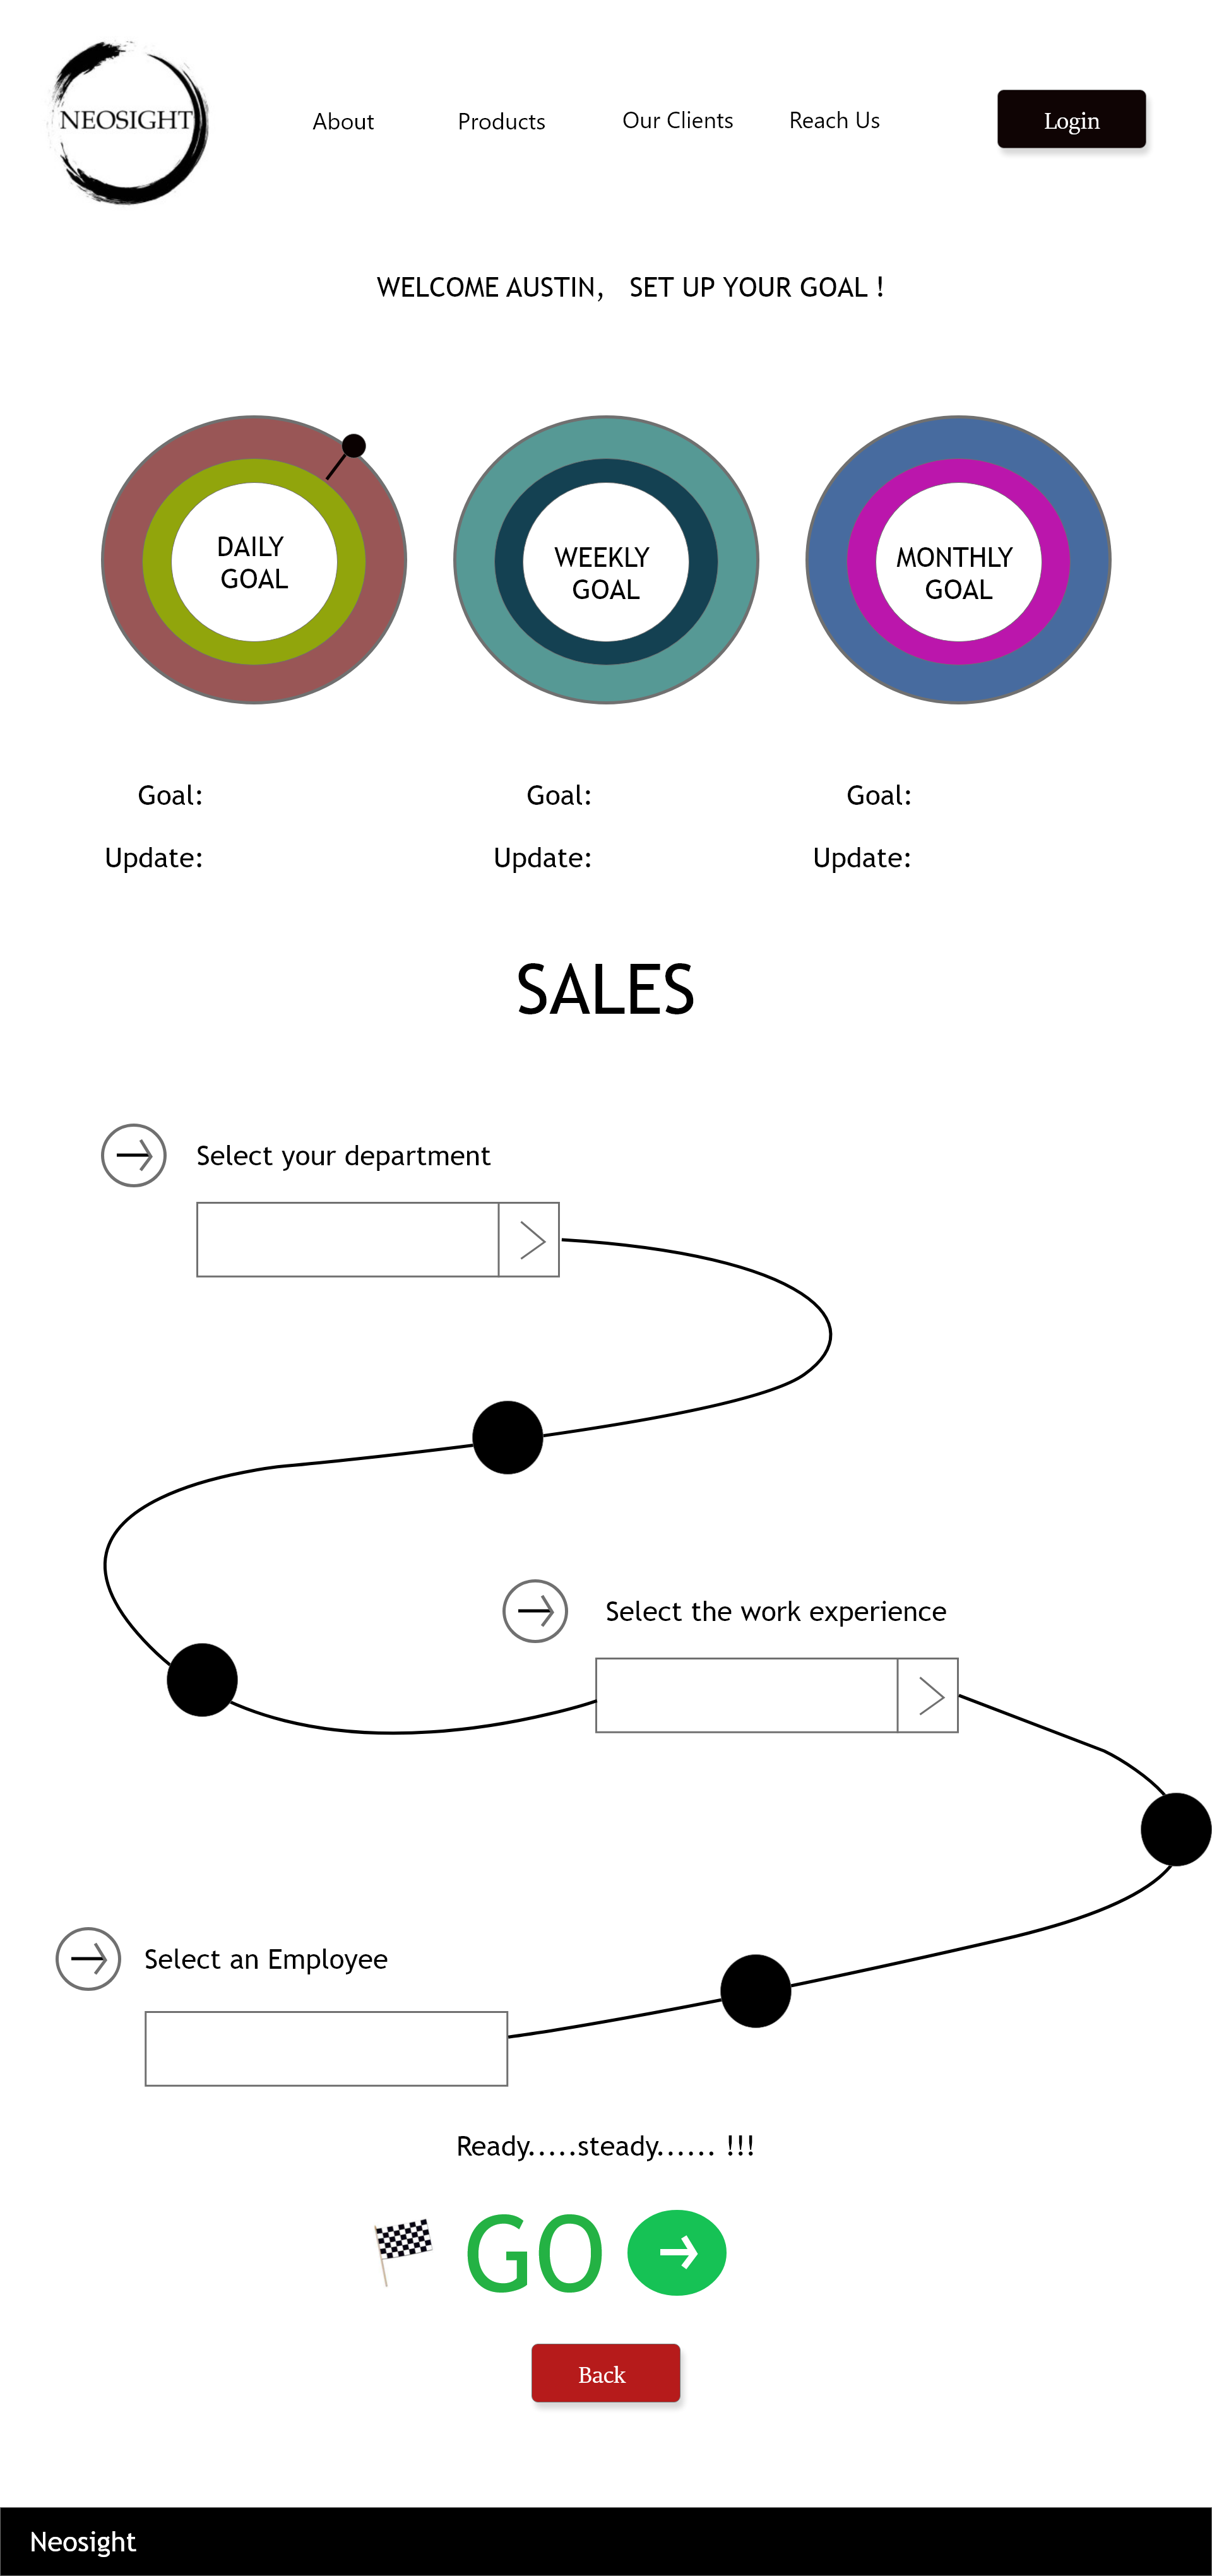 NEOSIGHT
About Products Our Clients Reach Us Login
WELCOME AUSTIN, SET UP YOUR GOAL !
DAILY
GOAL
WEEKLY
GOAL
MONTHLY
GOAL
Goal: Goal: Goal:
Update: Update: Update:
SALES
Select your department
Select the work experience
Select an Employee
Ready.....steady...... !!!
GO
Back
Neosight